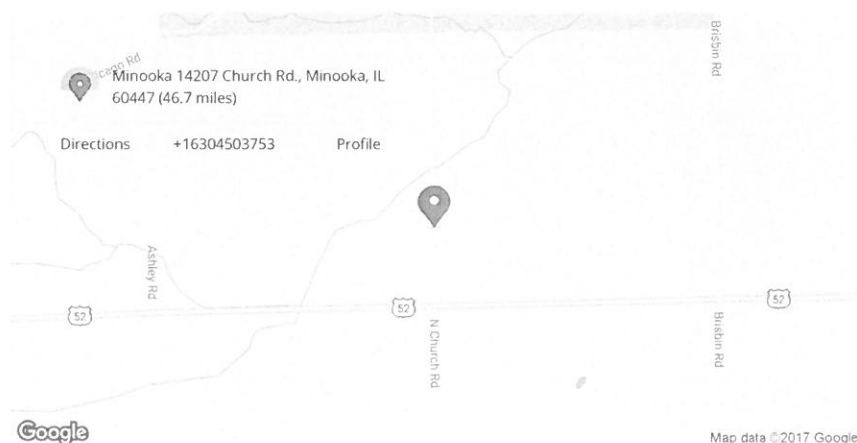 Brisbin Rd
cago Rd
Minooka 14207 Church Rd., Minooka, IL
60447 (46.7 miles)
Directions +16304503753 Profile
Ashley Rd
52
52
52
N Church Rd
Brisbin Rd
Google
Map data ©2017 Google